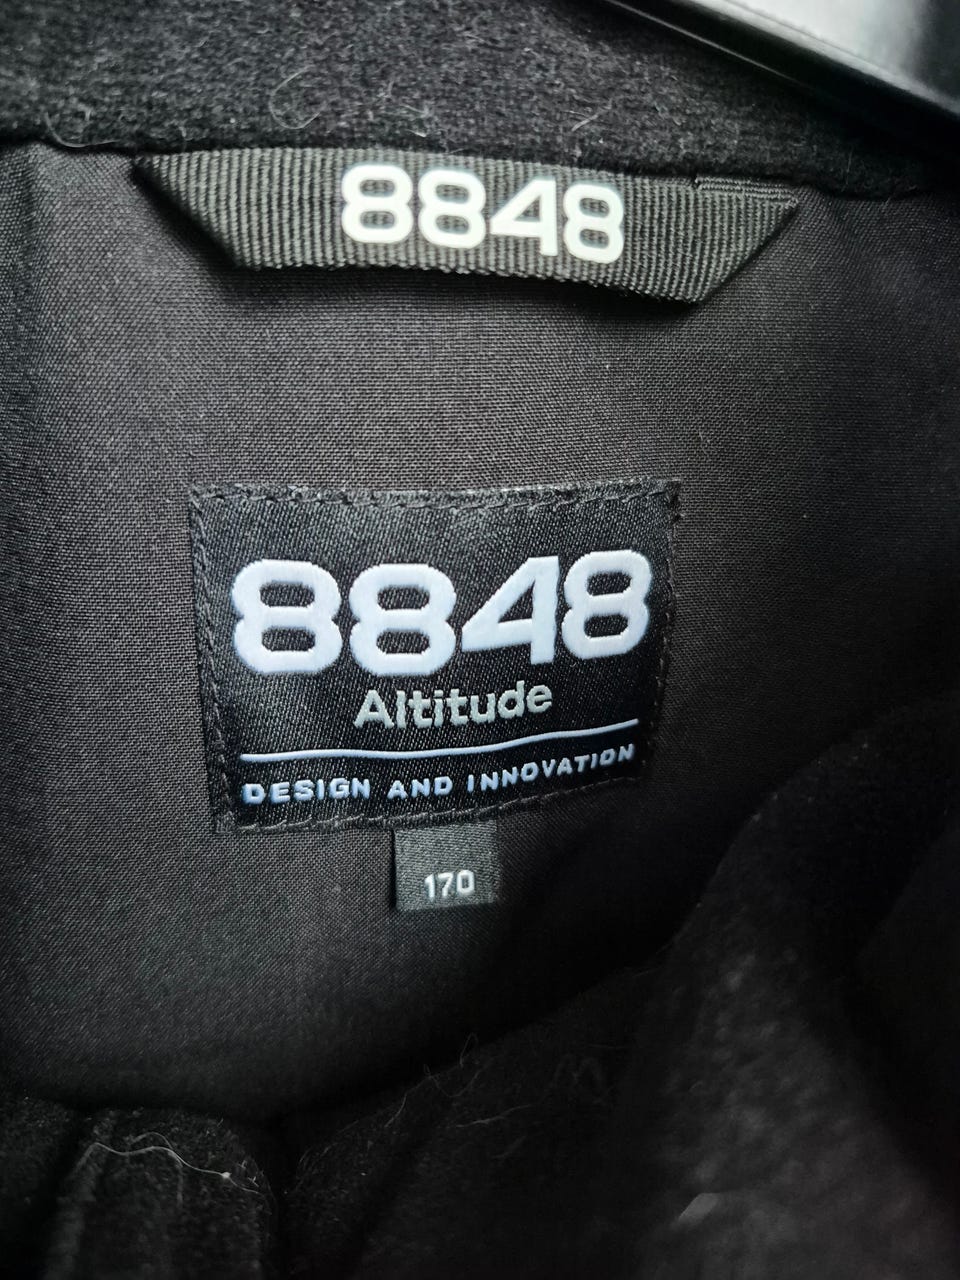 8848
8848
Altitude
DESIGN AND INNOVATION
170